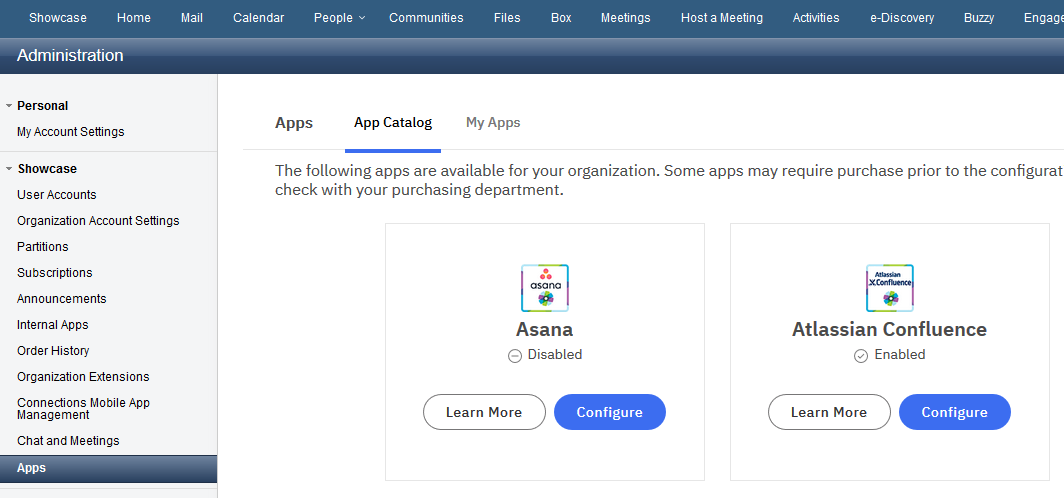 Showcase Home Mail Calendar People Communities Files Box Meetings Host a Meeting Activities e-Discovery Buzzy Engage
Administration
Personal
My Account Settings
Showcase
User Accounts
Organization Account Settings
Partitions
Subscriptions
Announcements
Internal Apps
Order History
Organization Extensions
Connections Mobile App
Management
Chat and Meetings
Apps
Apps App Catalog My Apps
The following apps are available for your organization. Some apps may require purchase prior to the configurat
check with your purchasing department.
asana
Asana
Disabled
Learn More Configure
Atlassian
Confluence
Atlassian Confluence
Enabled
Learn More Configure